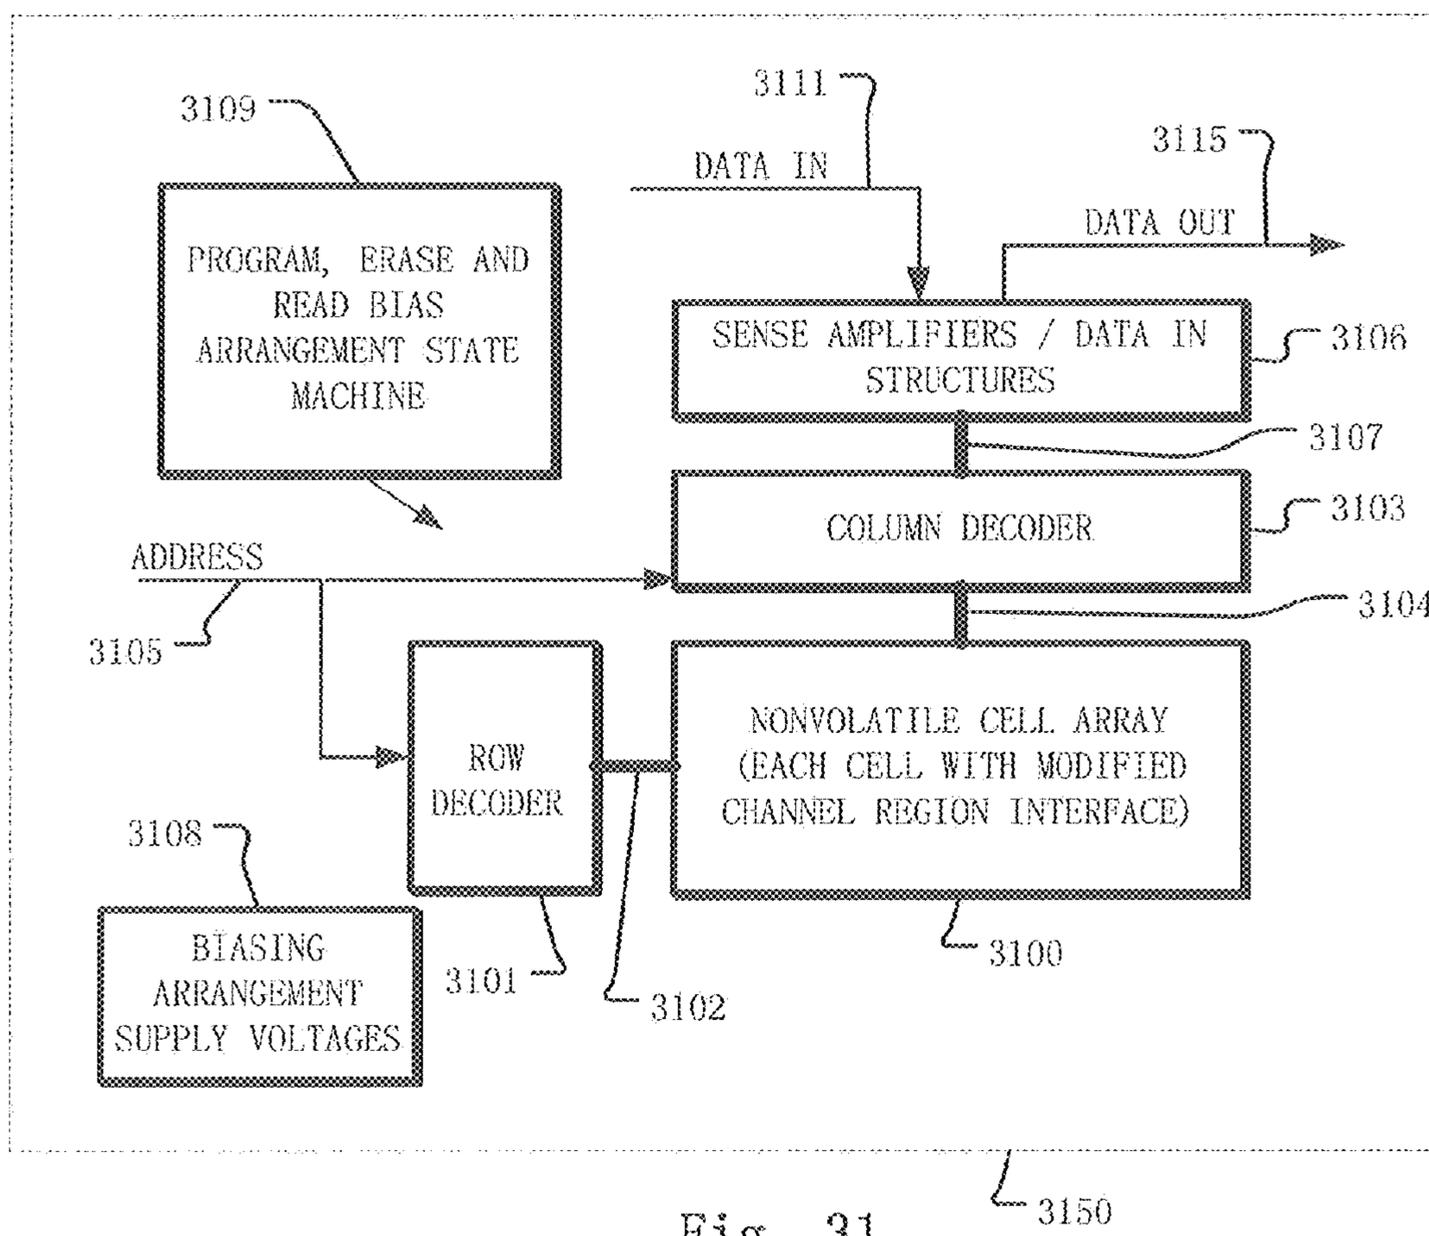 3111
3109
3115
DATA IN
DATA OUT
PROGRAM, ERASE AND
READ BIAS
ARRANGEMENT STATE
MACHINE
SENSE AMPLIFIERS / DATA IN
STRUCTURES
3106
3107
COLUMN DECODER
3103
ADDRESS
3104
3105
ROW
DECODER
NONVOLATILE CELL ARRAY
(EACH CELL WITH MODIFIED
CHANNEL REGION INTERFACE)
3108
BIASING
ARRANGEMENT
SUPPLY VOLTAGES
3101
3102
3100
3150
Fig. 31